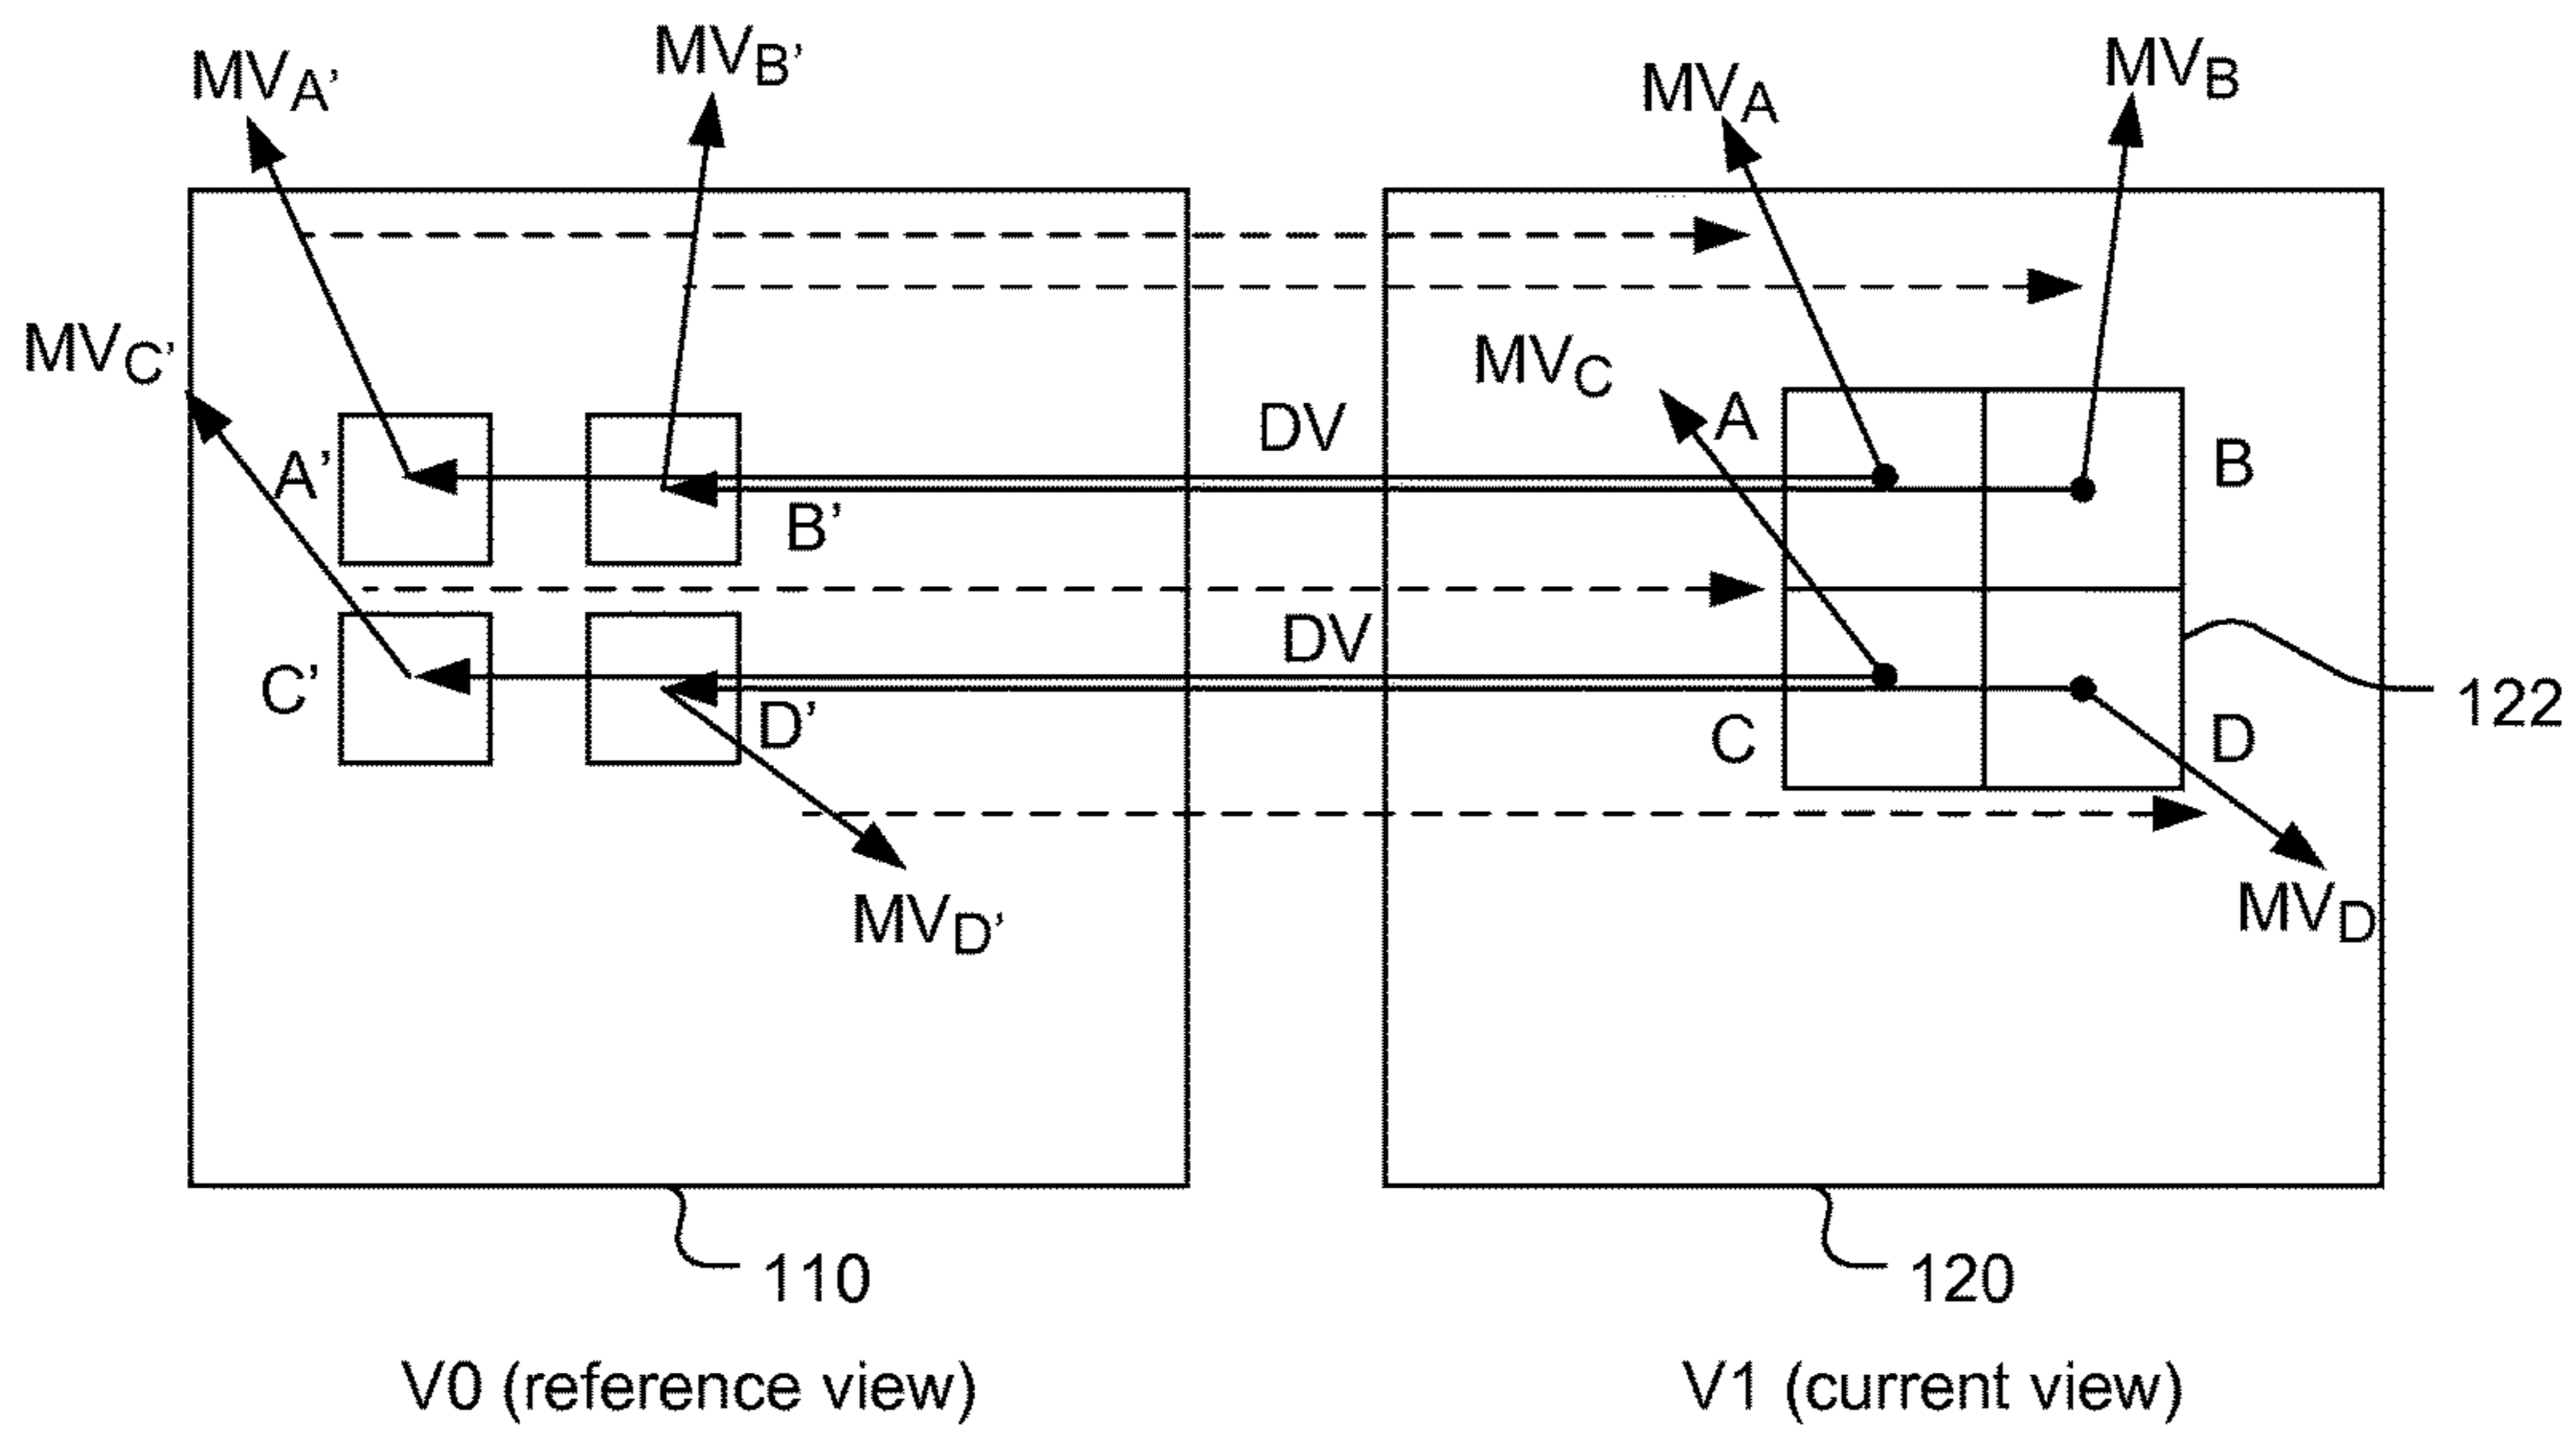 MVA' MVB' MVA MVB
MVC' MVC
DV
A' A B
B'
DV
C' D' C D 122
MVD' MVD
110 120
V0 (reference view) V1 (current view)